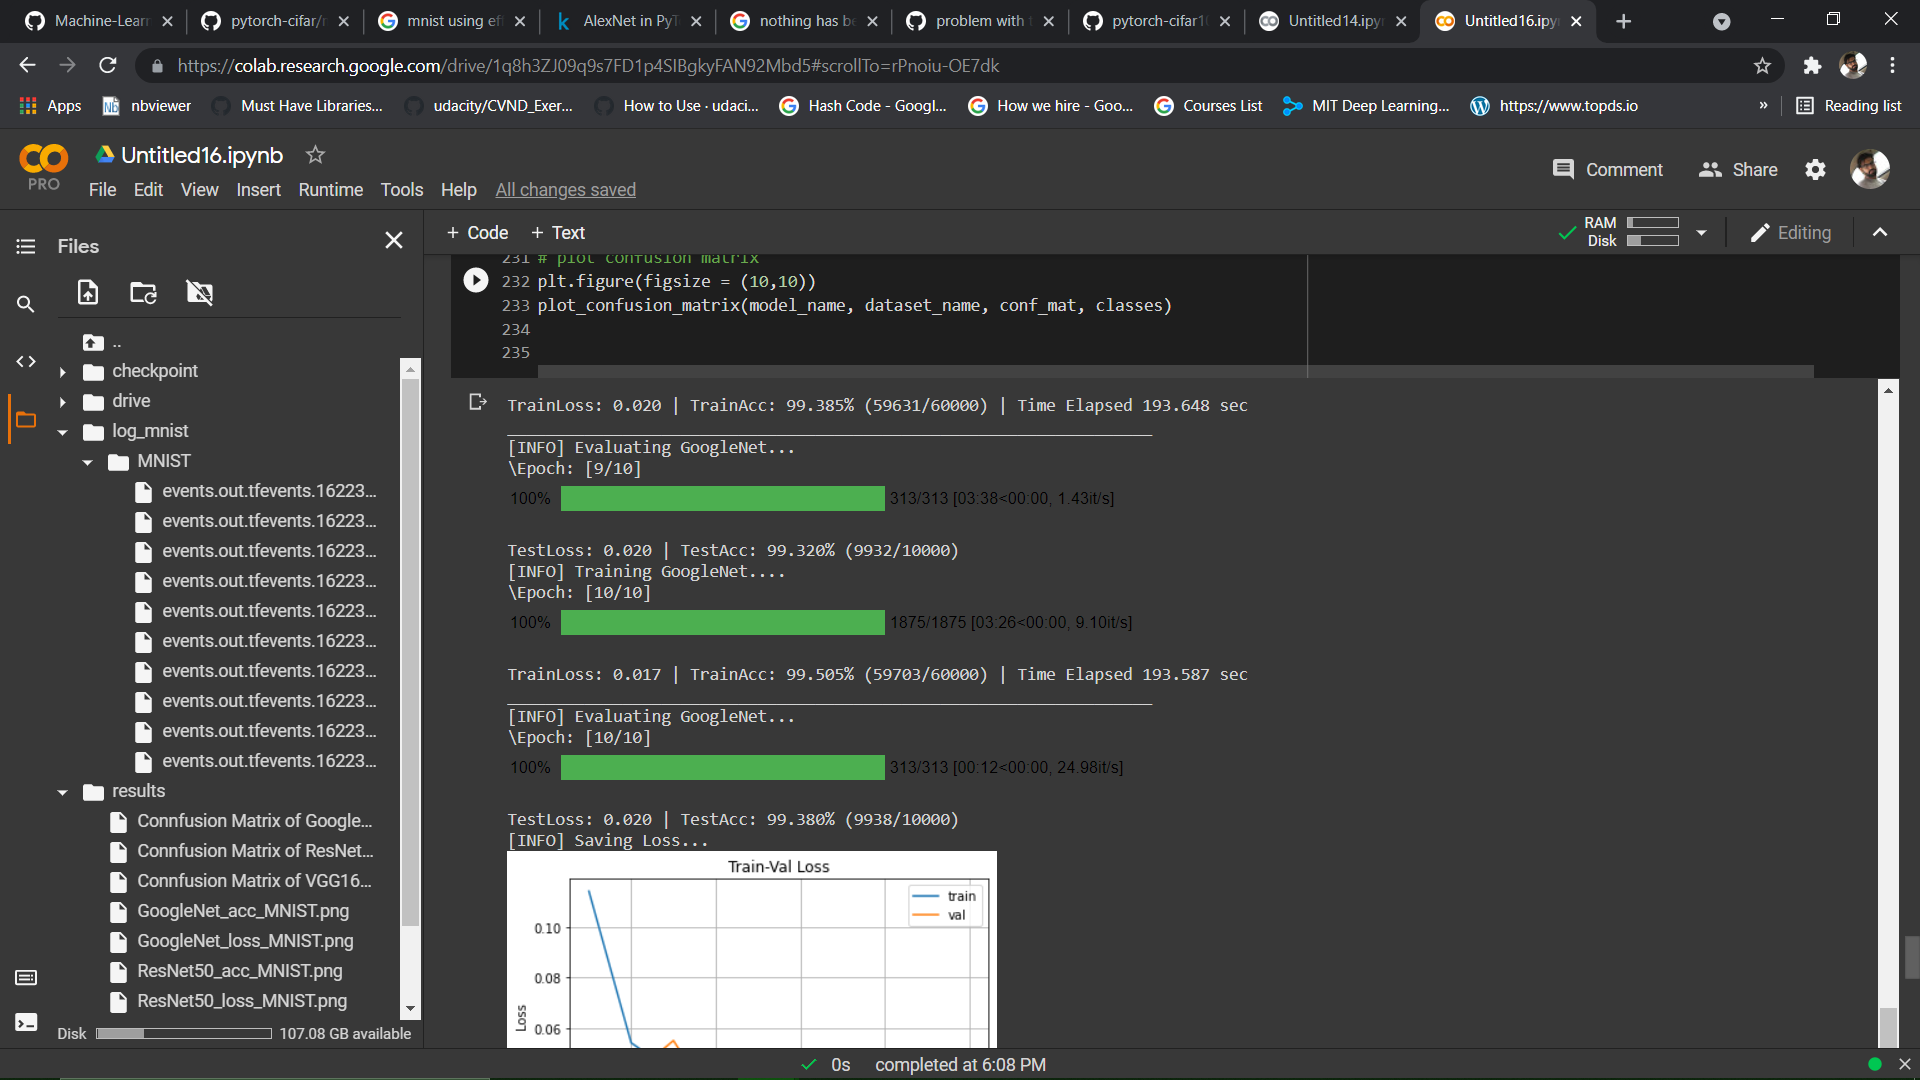 Machine-Learn
pytorch-cifar/m
mnist using eff
AlexNet in PyT
nothing has be
problem with t
pytorch-cifar10
Untitled14.ipyn
Untitled16.ipyn
https://colab.research.google.com/drive/1q8h3ZJ09q9s7FD1p4SIBgkyFAN92Mbd5#scrollTo=rPnoiu-OE7dk
Apps
nbviewer
Must Have Libraries...
udacity/CVND_Exer...
How to Use · udaci...
Hash Code - Googl...
How we hire - Goo...
Courses List
MIT Deep Learning...
https://www.topds.io
»
Reading list
CO
PRO
Untitled16.ipynb
File Edit View Insert Runtime Tools Help All changes saved
Comment
Share
Files
+ Code + Text
RAM
Disk
Editing
..
checkpoint
drive
log_mnist
MNIST
events.out.tfevents.16223...
events.out.tfevents.16223...
events.out.tfevents.16223...
events.out.tfevents.16223...
events.out.tfevents.16223...
events.out.tfevents.16223...
events.out.tfevents.16223...
events.out.tfevents.16223...
events.out.tfevents.16223...
events.out.tfevents.16223...
results
Connfusion Matrix of Google...
Connfusion Matrix of ResNet...
Connfusion Matrix of VGG16...
GoogleNet_acc_MNIST.png
GoogleNet_loss_MNIST.png
ResNet50_acc_MNIST.png
ResNet50_loss_MNIST.png
Disk 107.08 GB available
231 # plot confusion matrix
232 plt.figure(figsize = (10,10))
233 plot_confusion_matrix(model_name, dataset_name, conf_mat, classes)
234
235
TrainLoss: 0.020 | TrainAcc: 99.385% (59631/60000) | Time Elapsed 193.648 sec
[INFO] Evaluating GoogleNet...
\Epoch: [9/10]
100% 313/313 [03:38<00:00, 1.43it/s]
TestLoss: 0.020 | TestAcc: 99.320% (9932/10000)
[INFO] Training GoogleNet....
\Epoch: [10/10]
100% 1875/1875 [03:26<00:00, 9.10it/s]
TrainLoss: 0.017 | TrainAcc: 99.505% (59703/60000) | Time Elapsed 193.587 sec
[INFO] Evaluating GoogleNet...
\Epoch: [10/10]
100% 313/313 [00:12<00:00, 24.98it/s]
TestLoss: 0.020 | TestAcc: 99.380% (9938/10000)
[INFO] Saving Loss...
Train-Val Loss
train
val
0.10
0.08
0.06
Loss
0s completed at 6:08 PM